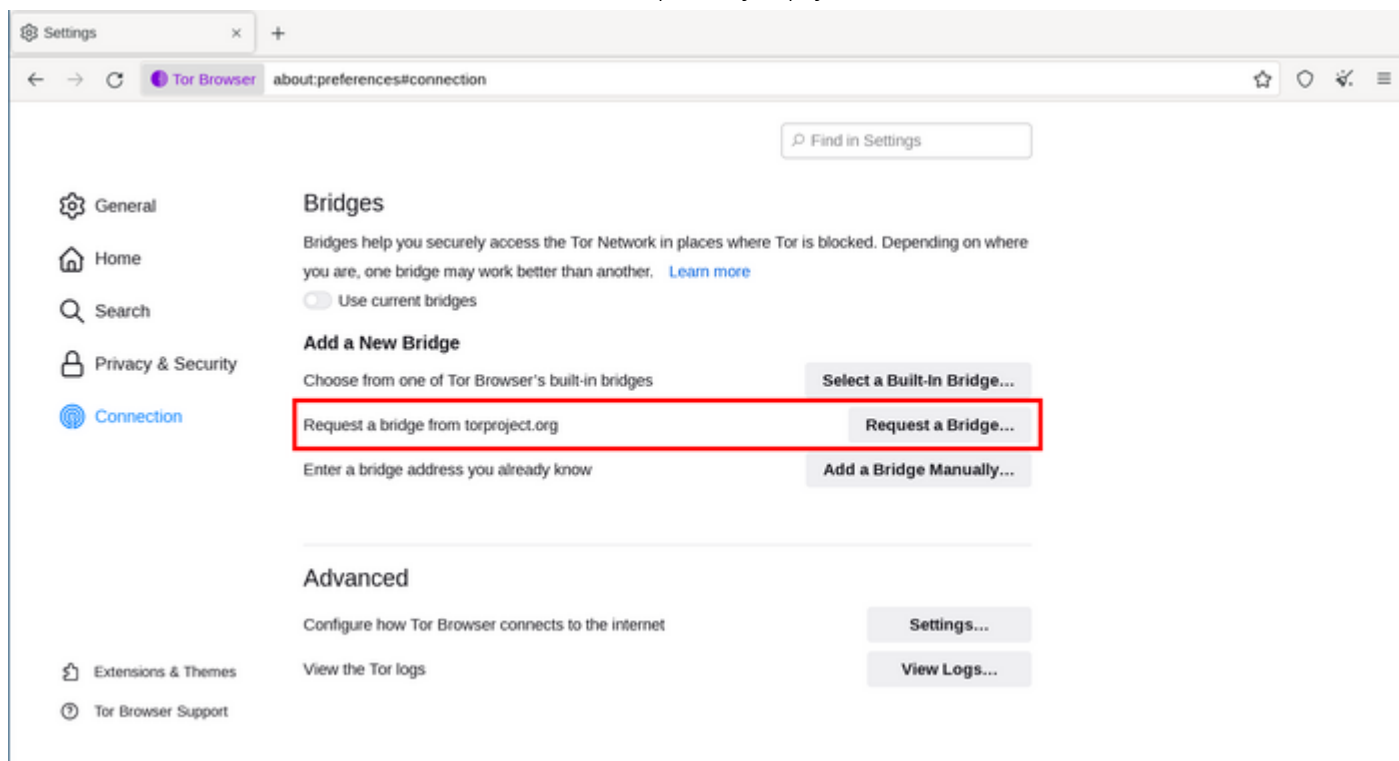 Settings
Tor Browser about:preferences#connection
Find in Settings
General
Home
Search
Privacy & Security
Connection
Extensions & Themes
Tor Browser Support
Bridges
Bridges help you securely access the Tor Network in places where Tor is blocked. Depending on where
you are, one bridge may work better than another. Learn more
Use current bridges
Add a New Bridge
Choose from one of Tor Browser's built-in bridges Select a Built-In Bridge...
Request a bridge from torproject.org Request a Bridge...
Enter a bridge address you already know Add a Bridge Manually...
Advanced
Configure how Tor Browser connects to the internet Settings...
View the Tor logs View Logs...